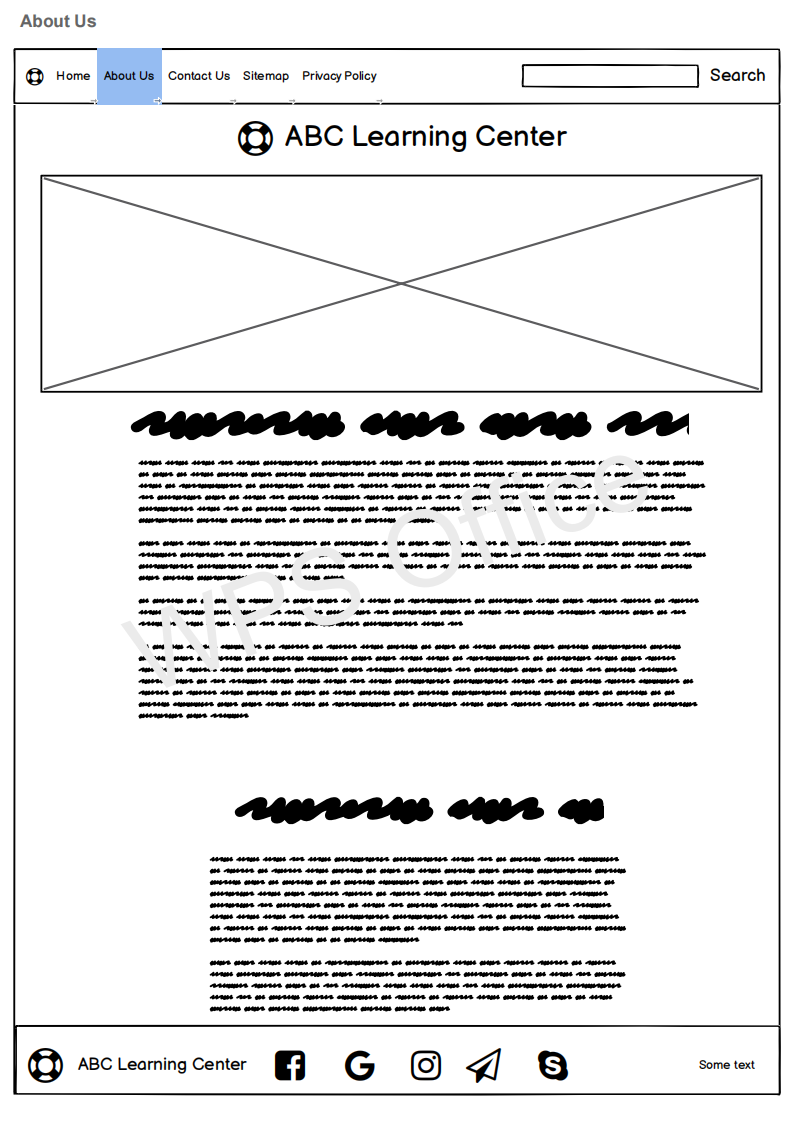 About Us
Home About Us Contact Us Sitemap Privacy Policy Search
ABC Learning Center
WPS Office
ABC Learning Center Some text